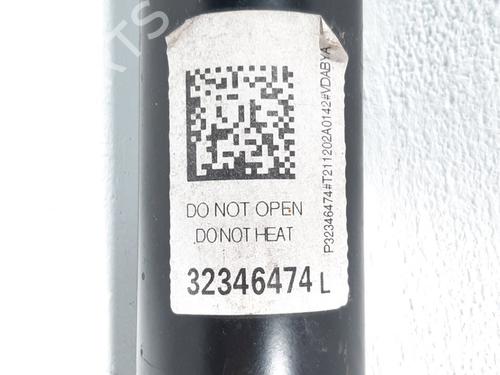 DO NOT OPEN
DO NOT HEAT
32346474 L
P32346474#T211202A0142#VDABYA